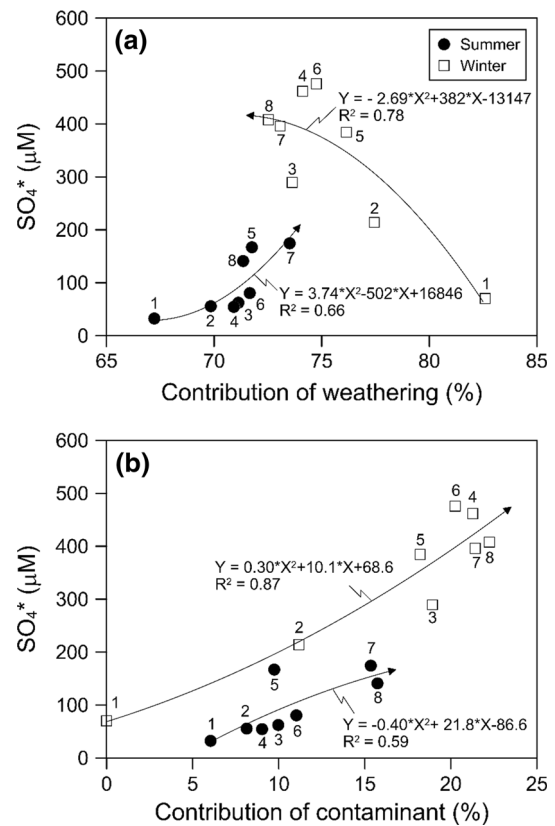 (a)
Summer
Winter
600
500
400
300
200
100
0
SO₄* (µM)
4 6
8
7
5
3
2
1
Y = - 2.69*X²+382*X-13147
R² = 0.78
5
8
7
1
2 4 3 6
Y = 3.74*X²-502*X+16846
R² = 0.66
65 70 75 80 85
Contribution of weathering (%)
(b)
600
500
400
300
200
100
0
SO₄* (µM)
6 4
5
7 8
3
Y = 0.30*X²+10.1*X+68.6
R² = 0.87
2
1
7
5
8
1 2 4 3 6
Y = -0.40*X²+ 21.8*X-86.6
R² = 0.59
0 5 10 15 20 25
Contribution of contaminant (%)